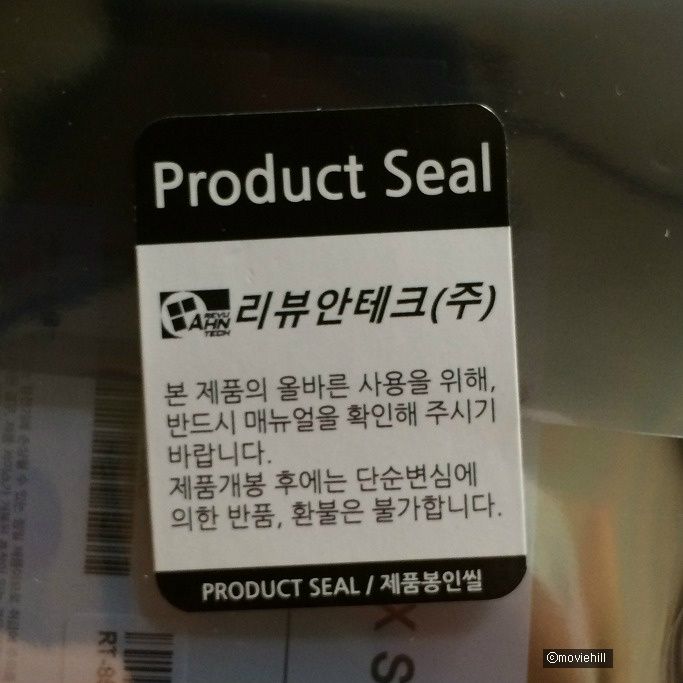 Product Seal
REVU
AHN
TECH
리뷰안테크(주)
본 제품의 올바른 사용을 위해,
반드시 매뉴얼을 확인해 주시기
바랍니다.
제품개봉 후에는 단순변심에
의한 반품, 환불은 불가합니다.
PRODUCT SEAL / 제품봉인씰
X S
©moviehill